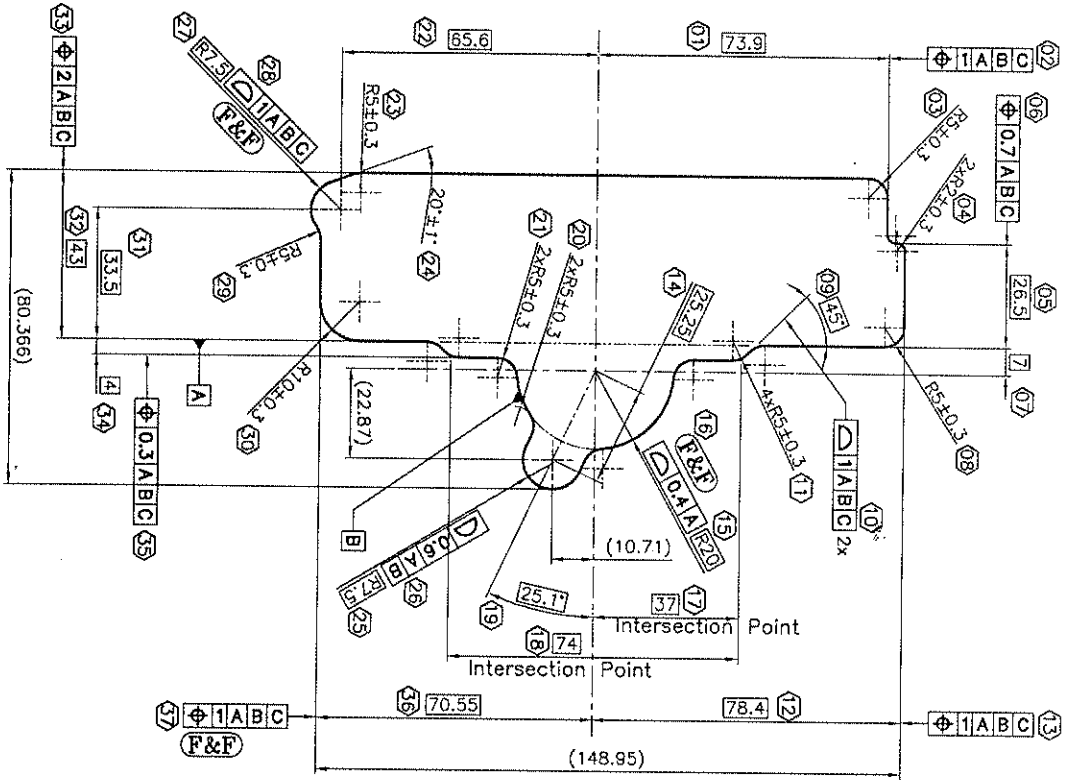 22 65.6
01 73.9
⌖ 1 A B C 02
33 ⌖ 2 A B C
27 R7.5 ⌓ 1 A B C 28
F&F
R5±0.3 23
03 R5±0.3
2xR2±0.3 04
⌖ 0.7 A B C 06
20°±1° 24
R5±0.3 29
31 33.5
32 43
(80.366)
21 2xR5±0.3
20 2xR5±0.3
14 25.25
09 45°
26.5 05
7 07
R5±0.3 08
4 34
A
R10±0.3 30
⌖ 0.3 A B C 35
(22.87)
B
F&F 16
⌓ 0.4 A R20 15
4xR5±0.3 11
⌓ 1 A B C 2x 10
(10.71)
R7.5 25
⌓ 0.6 A B 26
25.1° 19
37 17
Intersection Point
18 74
Intersection Point
37 ⌖ 1 A B C
F&F
36 70.55
78.4 12
⌖ 1 A B C 13
(148.95)